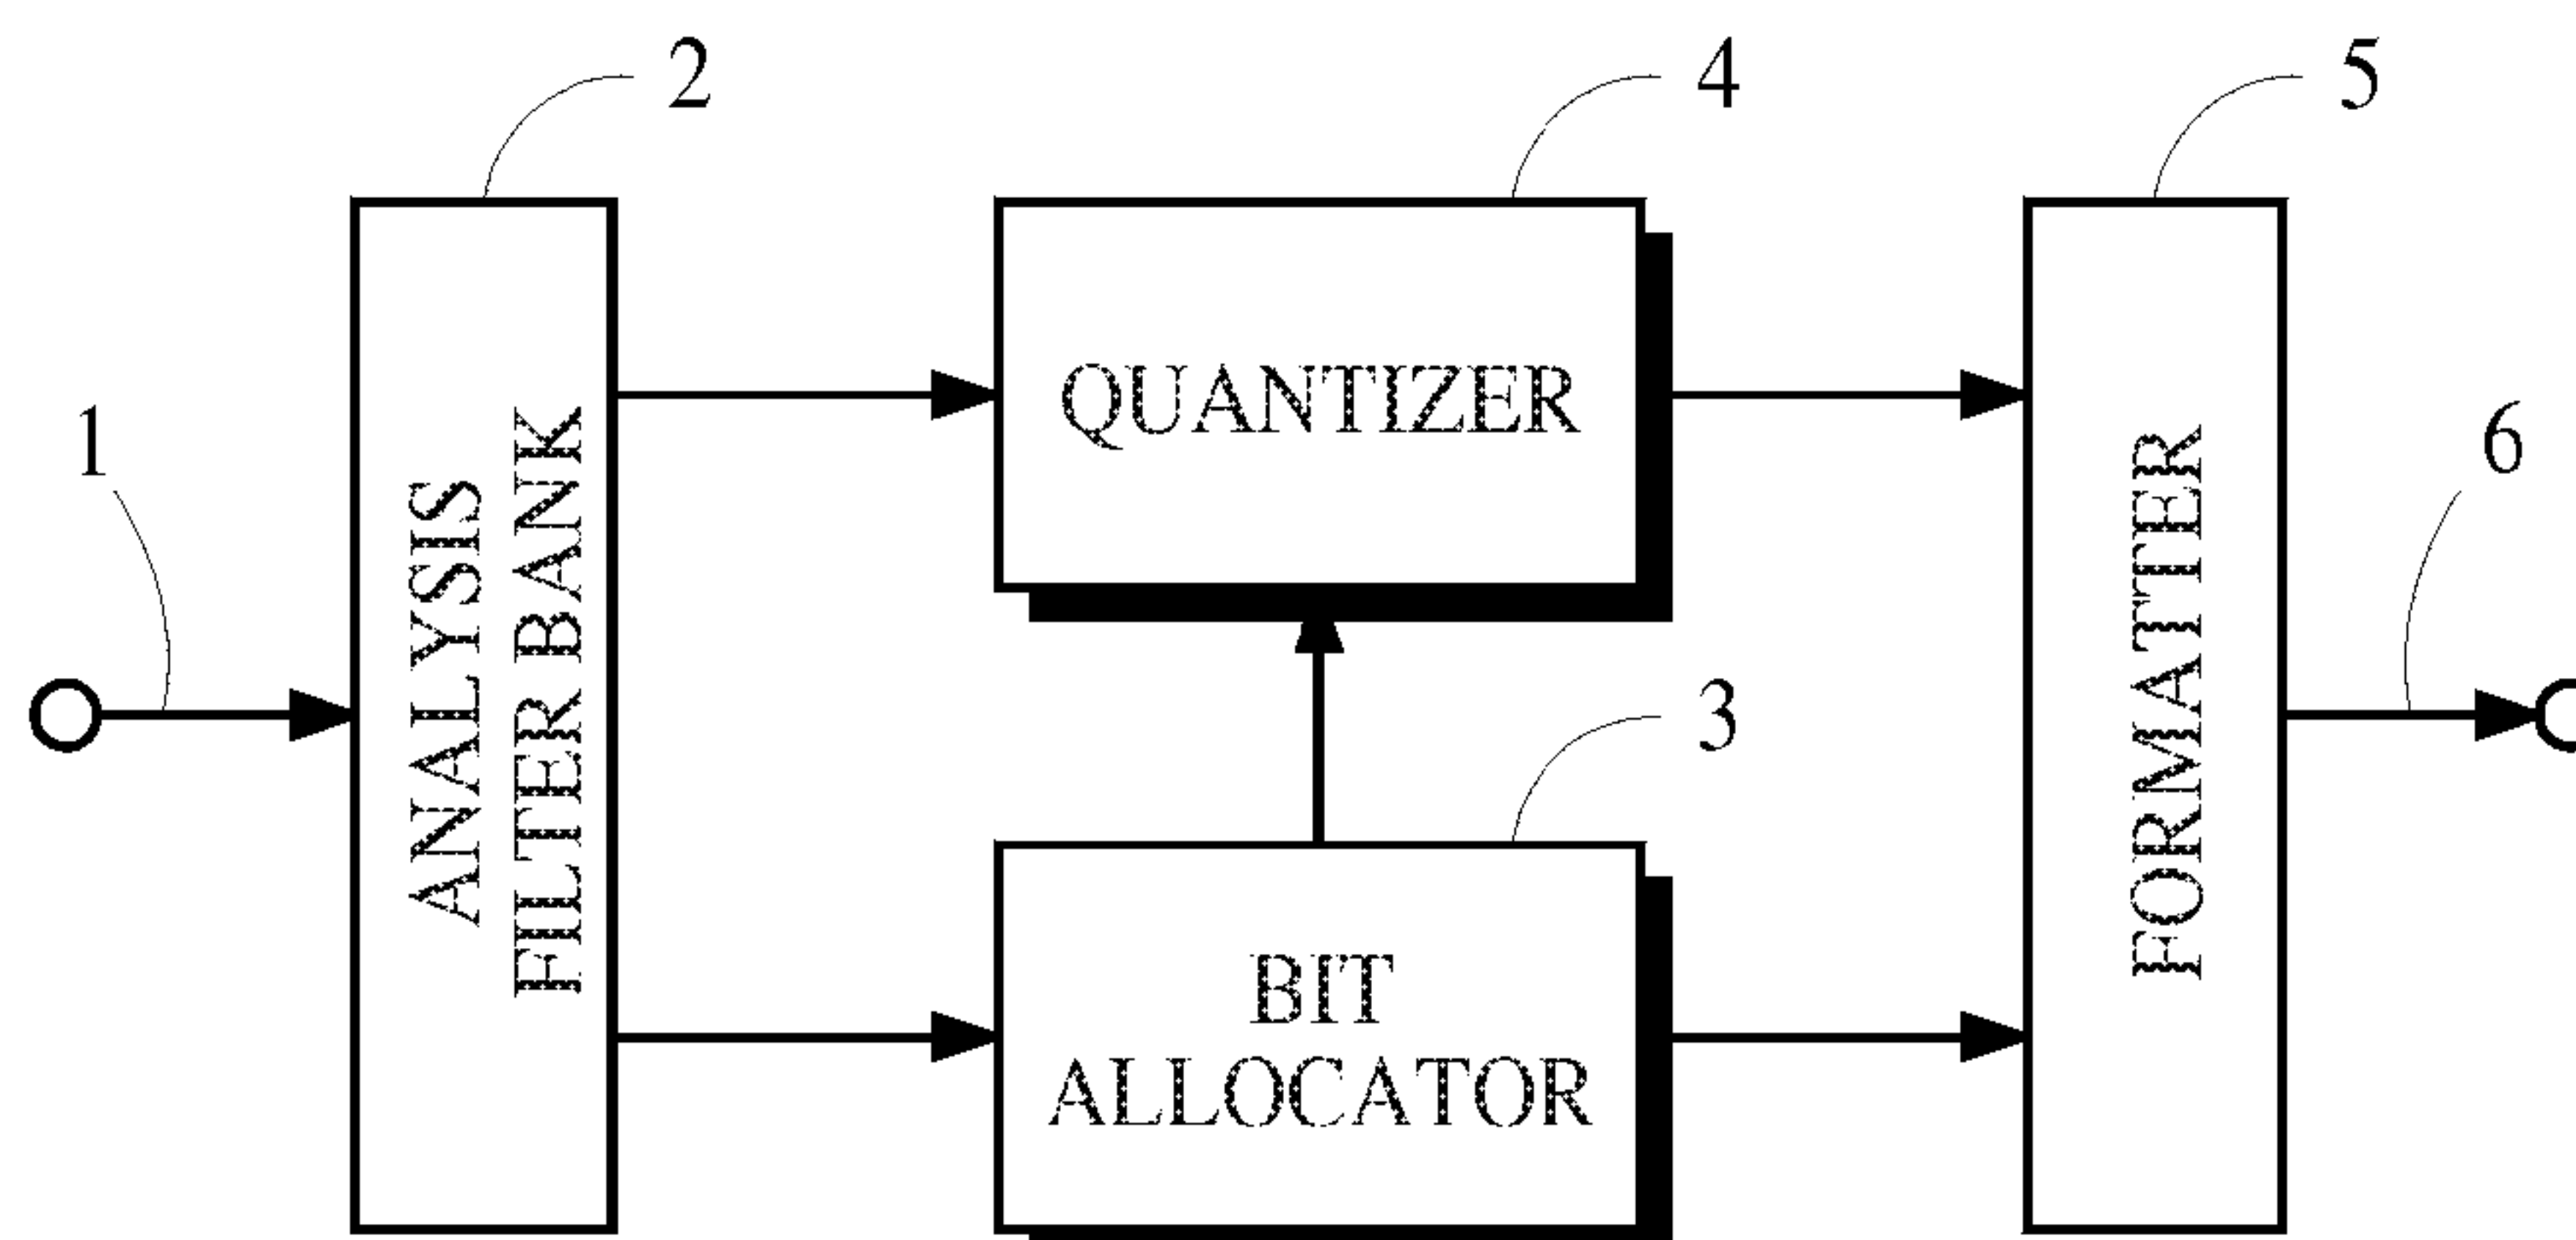 2
4
5
1
6
ANALYSIS
FILTER BANK
QUANTIZER
FORMATTER
3
BIT
ALLOCATOR